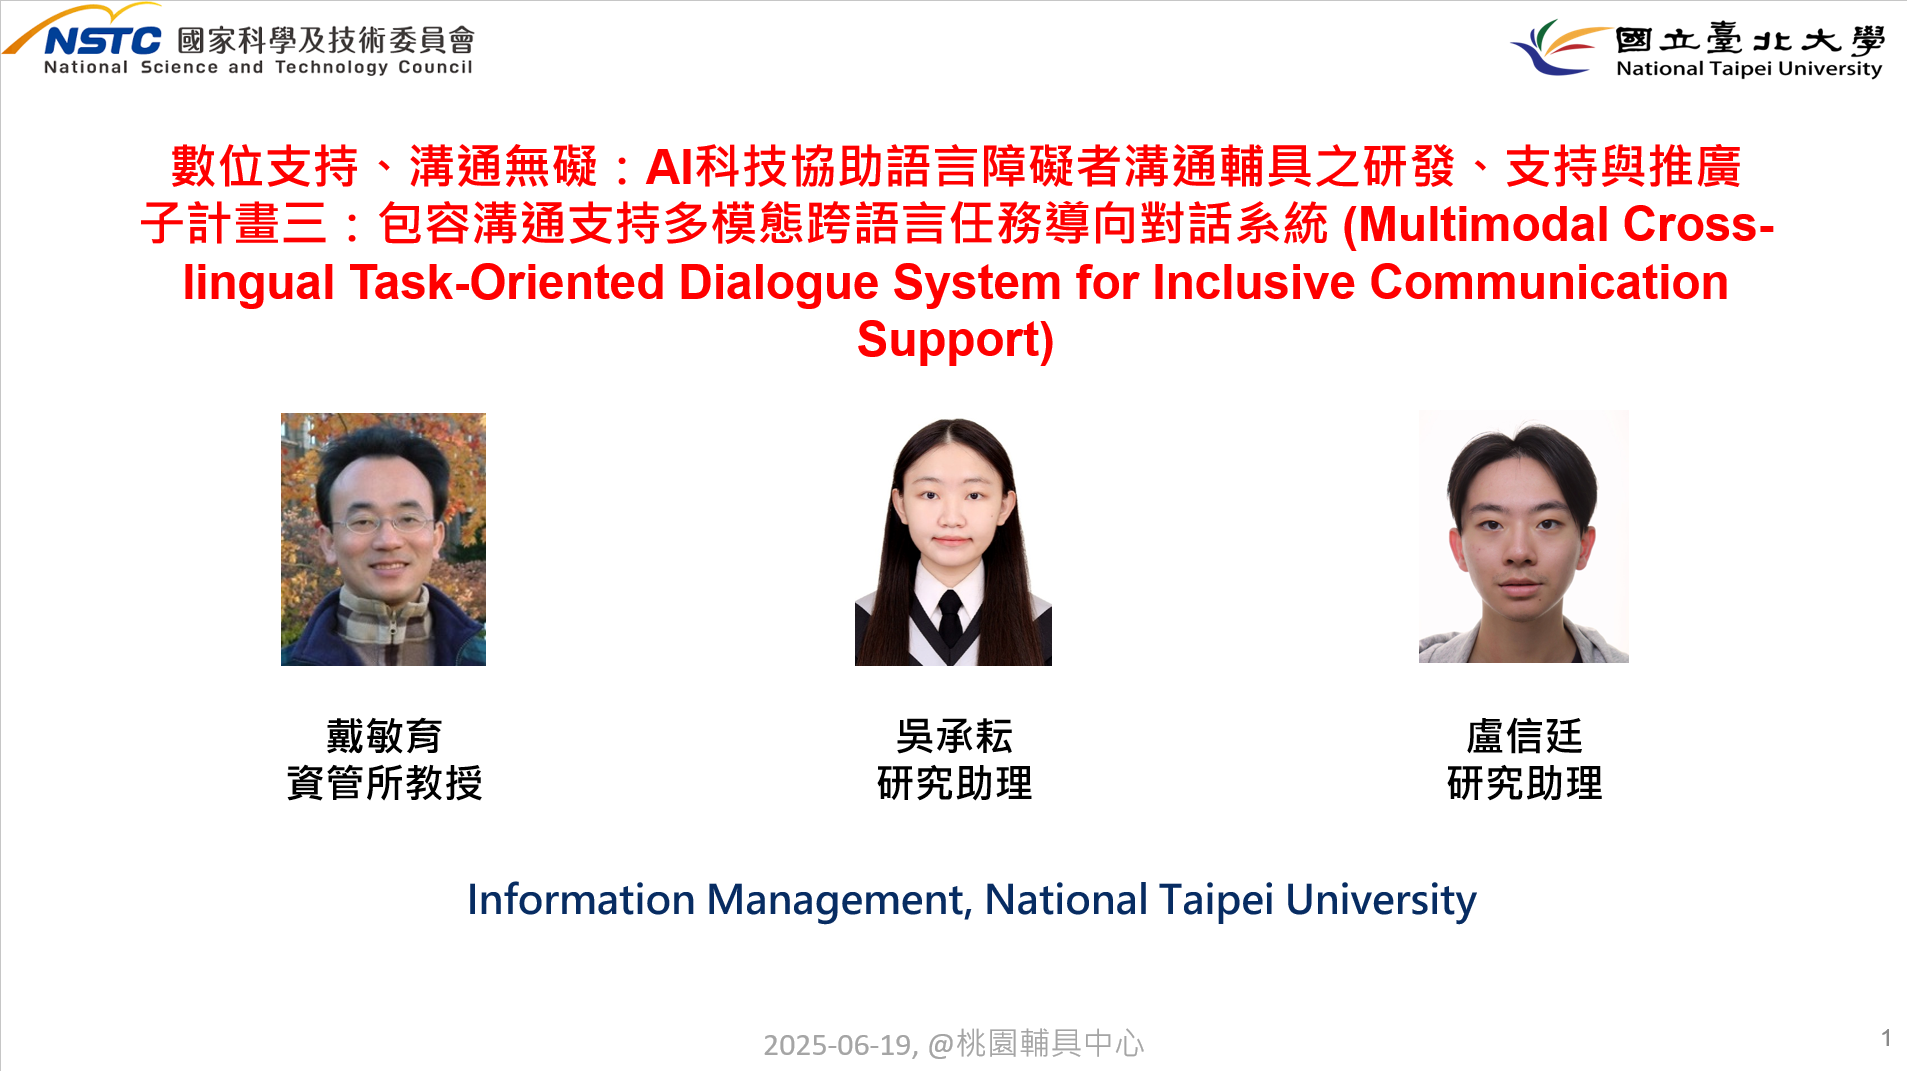 NSTC 國家科學及技術委員會
National Science and Technology Council
國立臺北大學
National Taipei University
數位支持、溝通無礙：AI科技協助語言障礙者溝通輔具之研發、支持與推廣
子計畫三：包容溝通支持多模態跨語言任務導向對話系統 (Multimodal Cross-
lingual Task-Oriented Dialogue System for Inclusive Communication
Support)
戴敏育
資管所教授
吳承耘
研究助理
盧信廷
研究助理
Information Management, National Taipei University
2025-06-19, @桃園輔具中心
1